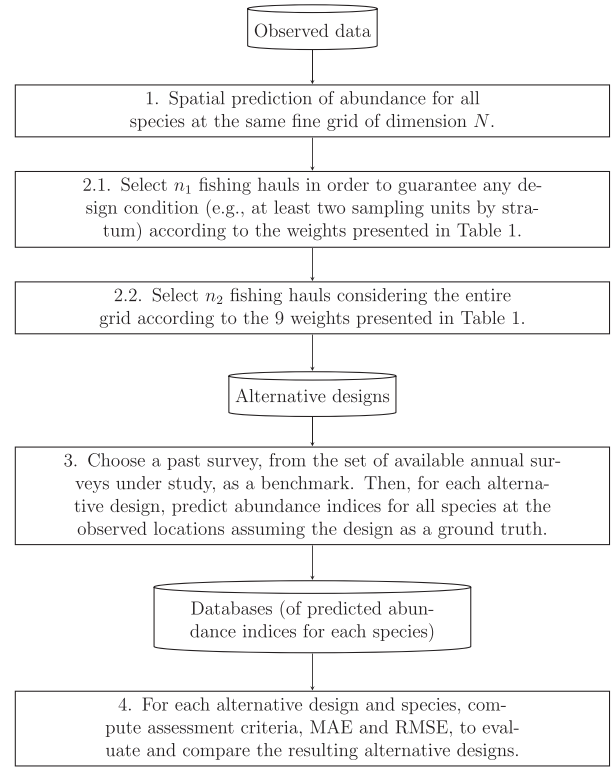 Observed data
1. Spatial prediction of abundance for all
species at the same fine grid of dimension N.
2.1. Select n₁ fishing hauls in order to guarantee any de-
sign condition (e.g., at least two sampling units by stra-
tum) according to the weights presented in Table 1.
2.2. Select n₂ fishing hauls considering the entire
grid according to the 9 weights presented in Table 1.
Alternative designs
3. Choose a past survey, from the set of available annual sur-
veys under study, as a benchmark. Then, for each alterna-
tive design, predict abundance indices for all species at the
observed locations assuming the design as a ground truth.
Databases (of predicted abun-
dance indices for each species)
4. For each alternative design and species, com-
pute assessment criteria, MAE and RMSE, to eval-
uate and compare the resulting alternative designs.